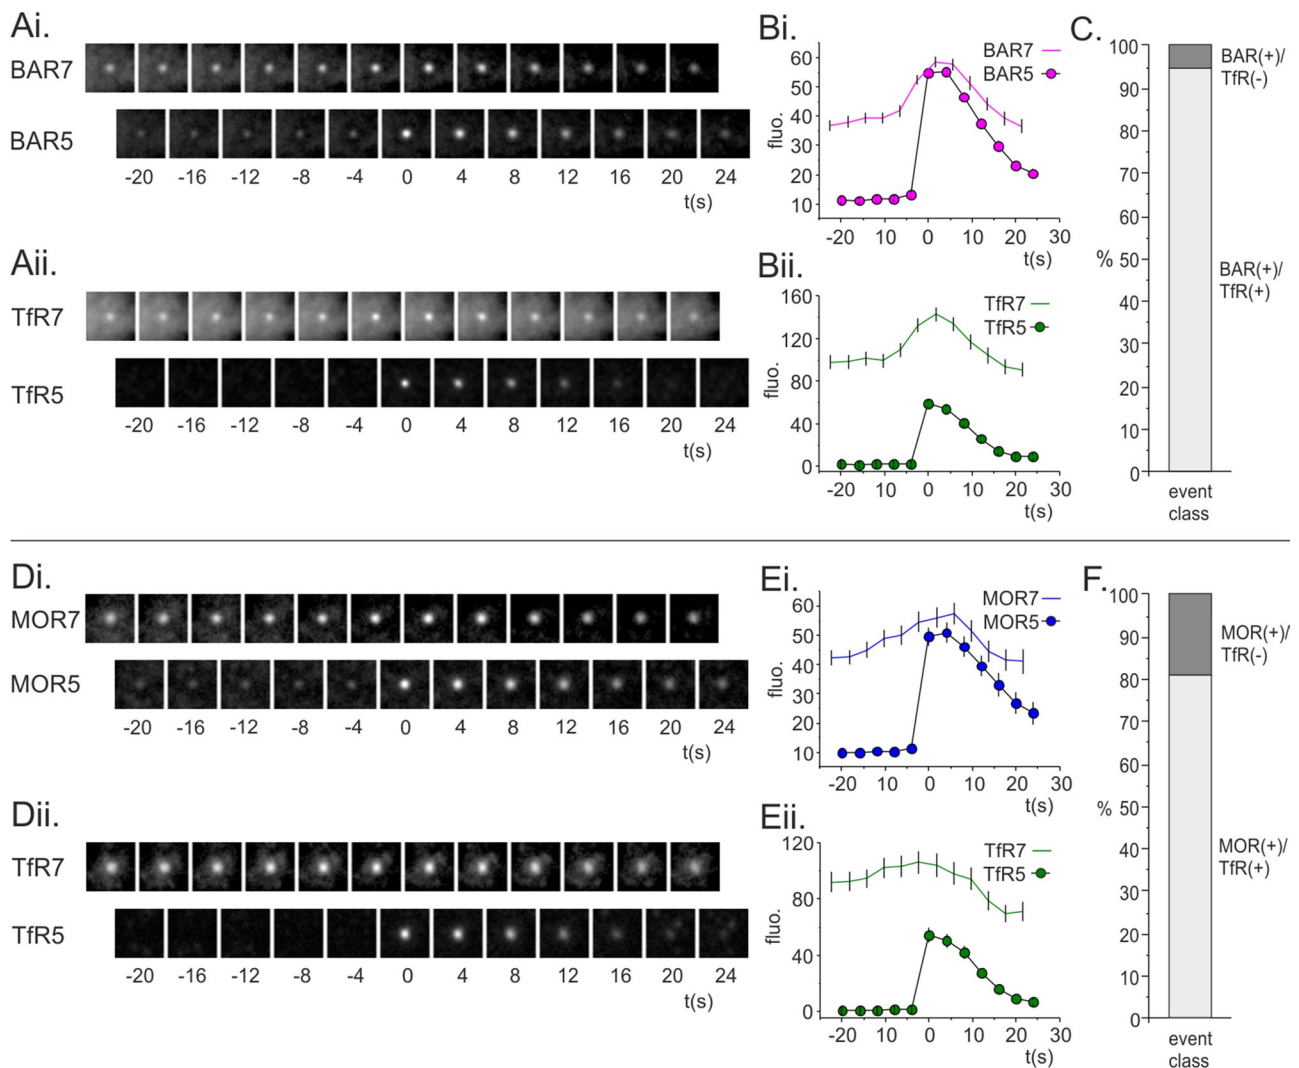 Ai.
BAR7
BAR5
-20 -16 -12 -8 -4 0 4 8 12 16 20 24
t(s)
Bi.
BAR7
BAR5
fluo.
60
50
40
30
20
10
-20 10 0 10 20 30
t(s)
C.
100
90
80
70
60
% 50
40
30
20
10
0
BAR(+)/
TfR(-)
BAR(+)/
TfR(+)
event
class
Aii.
TfR7
TfR5
-20 -16 -12 -8 -4 0 4 8 12 16 20 24
t(s)
Bii.
TfR7
TfR5
fluo.
160
120
80
40
0
-20 10 0 10 20 30
t(s)
Di.
MOR7
MOR5
-20 -16 -12 -8 -4 0 4 8 12 16 20 24
t(s)
Ei.
MOR7
MOR5
fluo.
60
50
40
30
20
10
-20 10 0 10 20 30
t(s)
F.
100
90
80
70
60
% 50
40
30
20
10
0
MOR(+)/
TfR(-)
MOR(+)/
TfR(+)
event
class
Dii.
TfR7
TfR5
-20 -16 -12 -8 -4 0 4 8 12 16 20 24
t(s)
Eii.
TfR7
TfR5
fluo.
120
80
40
0
-20 10 0 10 20 30
t(s)